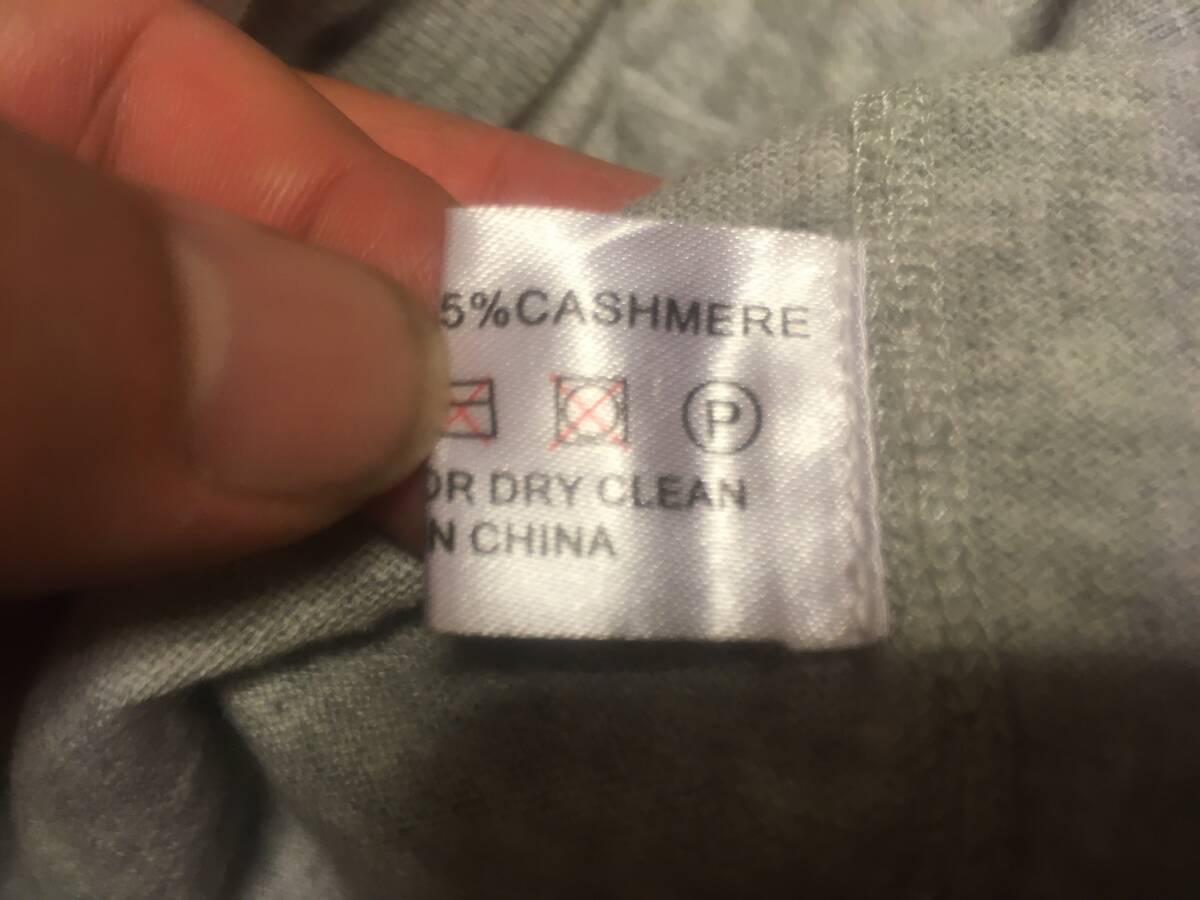 5%CASHMERE
P
OR DRY CLEAN
N CHINA